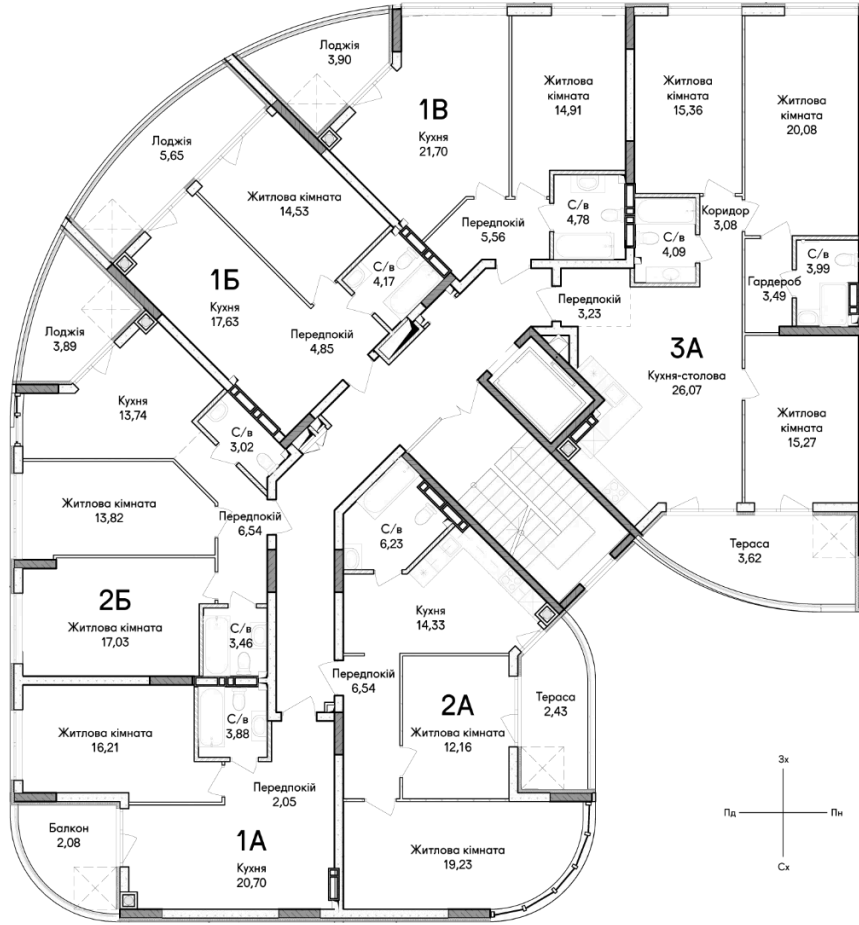 Лоджія
3,90
1В
Кухня
21,70
Житлова
кімната
14,91
Житлова
кімната
15,36
Житлова
кімната
20,08
Лоджія
5,65
Житлова кімната
14,53
Передпокій
5,56
С/в
4,78
С/в
4,09
Коридор
3,08
С/в
3,99
Гардероб
3,49
1Б
Кухня
17,63
С/в
4,17
Передпокій
4,85
Передпокій
3,23
Лоджія
3,89
3А
Кухня-столова
26,07
Кухня
13,74
С/в
3,02
Житлова
кімната
15,27
Житлова кімната
13,82
Передпокій
6,54
С/в
6,23
Тераса
3,62
2Б
Житлова кімната
17,03
С/в
3,46
Кухня
14,33
Передпокій
6,54
2А
Житлова кімната
12,16
Тераса
2,43
Житлова кімната
16,21
С/в
3,88
Передпокій
2,05
Балкон
2,08
1А
Кухня
20,70
Житлова кімната
19,23
Зх
Пд
Пн
Сх